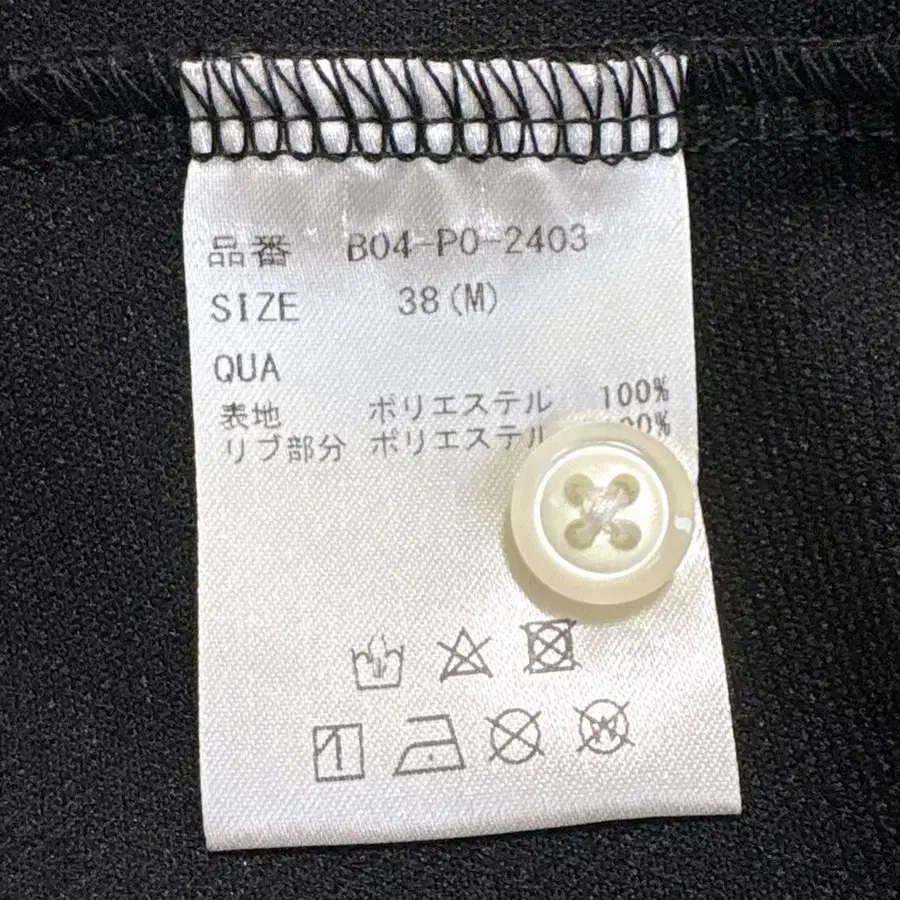 品番 B04-PO-2403
SIZE 38(M)
QUA
表地 ポリエステル 100%
リブ部分 ポリエステル